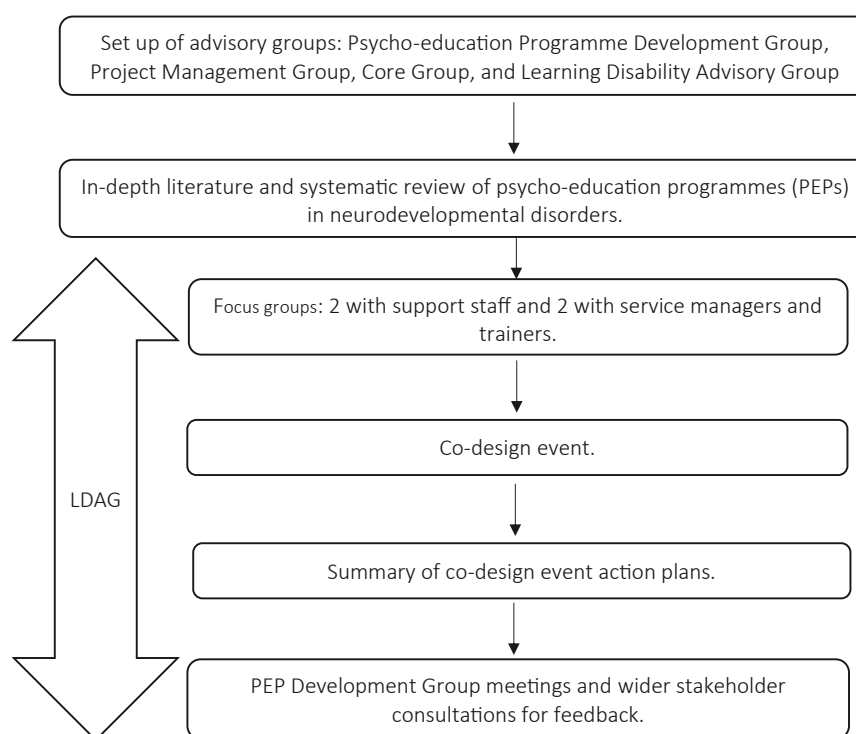 Set up of advisory groups: Psycho-education Programme Development Group,
Project Management Group, Core Group, and Learning Disability Advisory Group
In-depth literature and systematic review of psycho-education programmes (PEPs)
in neurodevelopmental disorders.
Focus groups: 2 with support staff and 2 with service managers and
trainers.
Co-design event.
LDAG
Summary of co-design event action plans.
PEP Development Group meetings and wider stakeholder
consultations for feedback.